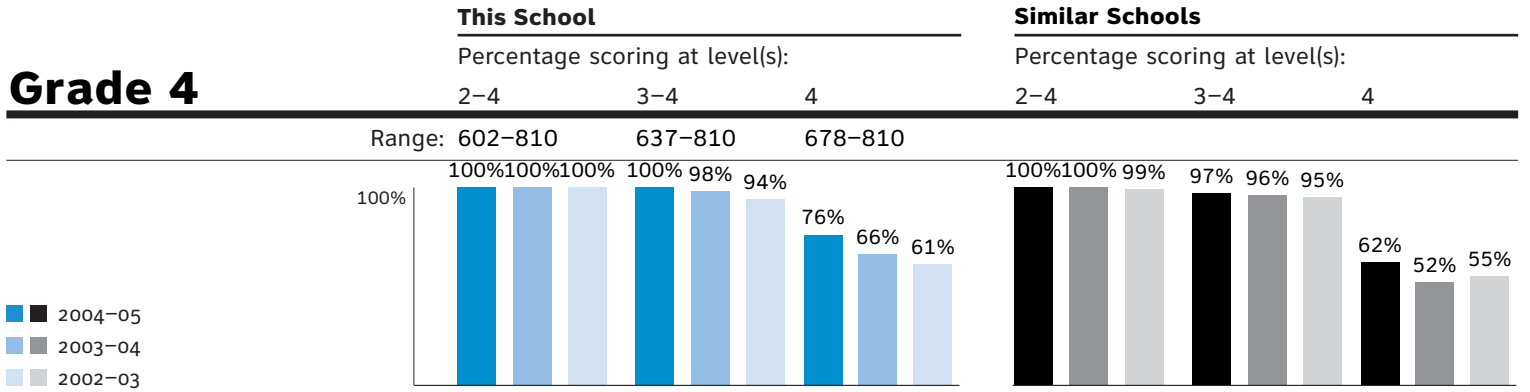 This School Similar Schools
Percentage scoring at level(s): Percentage scoring at level(s):
Grade 4 2–4 3–4 4 2–4 3–4 4
Range: 602–810 637–810 678–810
100% 100% 100% 100% 98% 94% 76% 66% 61% 100% 100% 99% 97% 96% 95% 62% 52% 55%
100%
2004–05
2003–04
2002–03